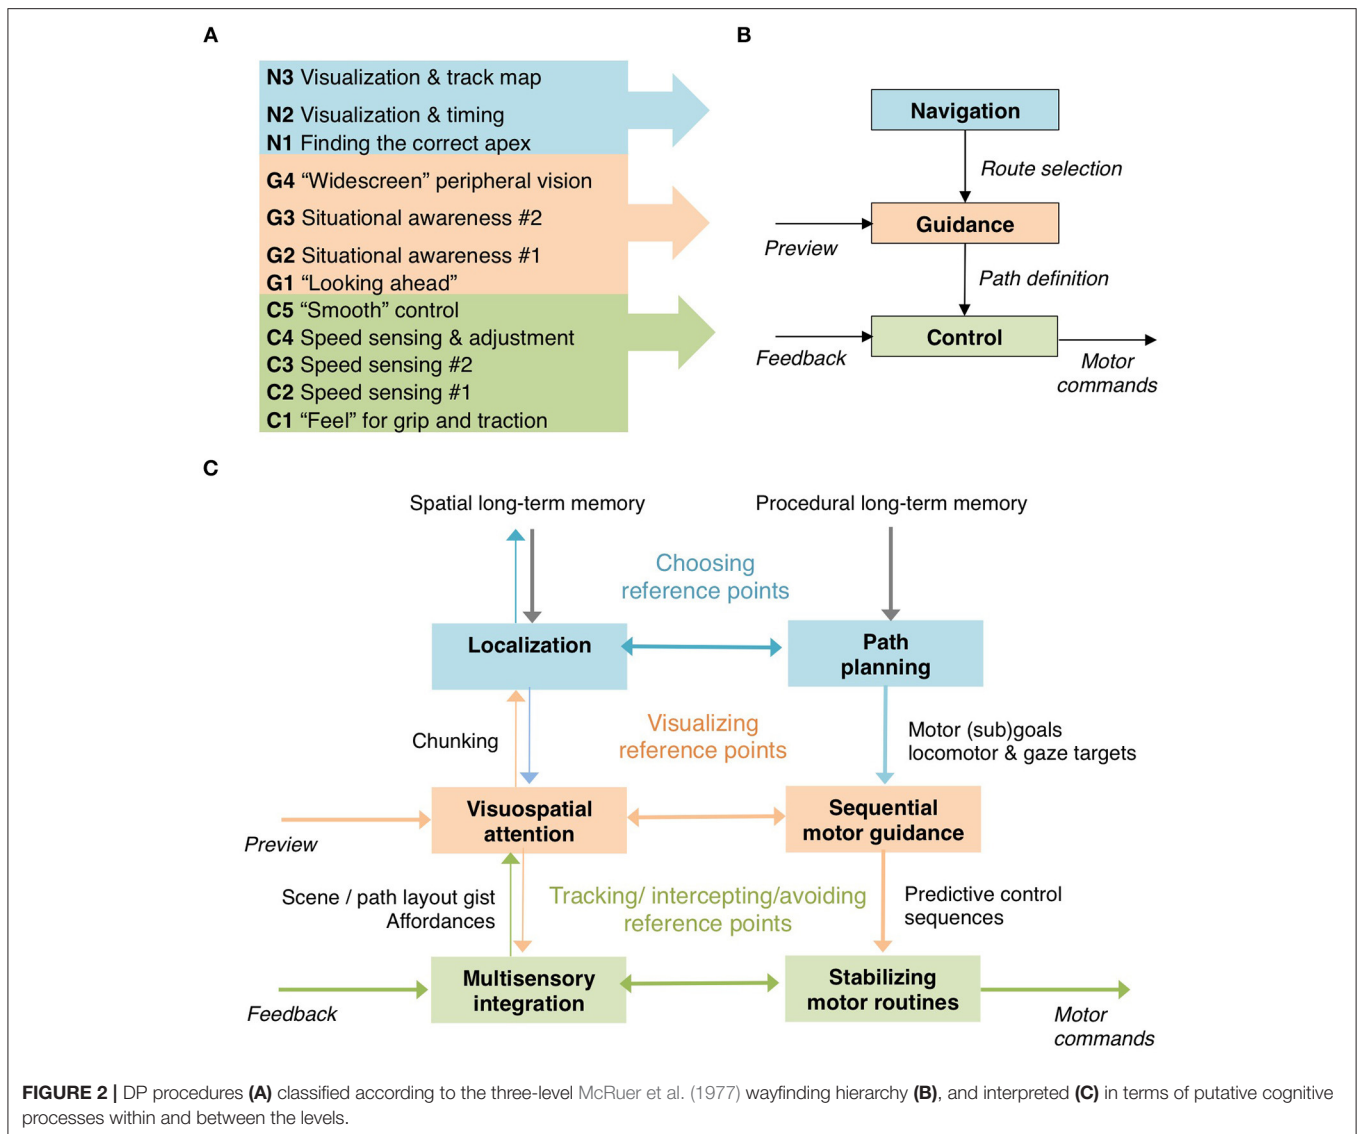 A
N3 Visualization & track map
N2 Visualization & timing
N1 Finding the correct apex
G4 “Widescreen” peripheral vision
G3 Situational awareness #2
G2 Situational awareness #1
G1 “Looking ahead”
C5 “Smooth” control
C4 Speed sensing & adjustment
C3 Speed sensing #2
C2 Speed sensing #1
C1 “Feel” for grip and traction
B
Navigation
Route selection
Guidance
Preview
Path definition
Control
Feedback
Motor
commands
C
Spatial long-term memory
Procedural long-term memory
Choosing
reference points
Localization
Path
planning
Chunking
Visualizing
reference points
Motor (sub)goals
locomotor & gaze targets
Preview
Visuospatial
attention
Sequential
motor guidance
Scene / path layout gist
Affordances
Tracking/ intercepting/avoiding
reference points
Predictive control
sequences
Feedback
Multisensory
integration
Stabilizing
motor routines
Motor
commands
FIGURE 2 | DP procedures (A) classified according to the three-level McRuer et al. (1977) wayfinding hierarchy (B), and interpreted (C) in terms of putative cognitive
processes within and between the levels.